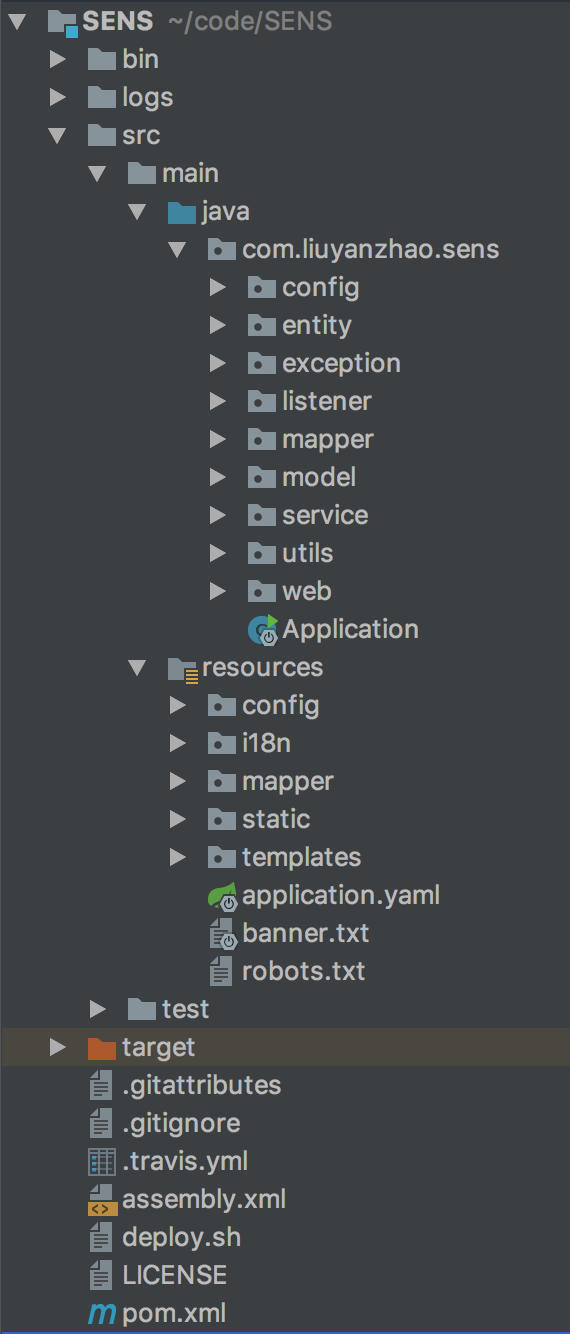 SENS ~/code/SENS
bin
logs
src
main
java
com.liuyanzhao.sens
config
entity
exception
listener
mapper
model
service
utils
web
Application
resources
config
i18n
mapper
static
templates
application.yaml
banner.txt
robots.txt
test
target
.gitattributes
.gitignore
.travis.yml
assembly.xml
deploy.sh
LICENSE
pom.xml